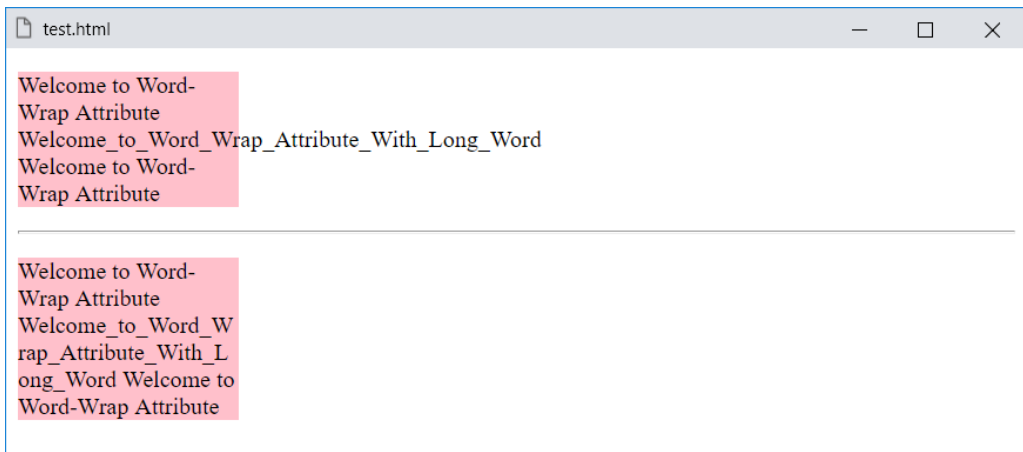 test.html
Welcome to Word-
Wrap Attribute
Welcome_to_Word_Wrap_Attribute_With_Long_Word
Welcome to Word-
Wrap Attribute
Welcome to Word-
Wrap Attribute
Welcome_to_Word_W
rap_Attribute_With_L
ong_Word Welcome to
Word-Wrap Attribute